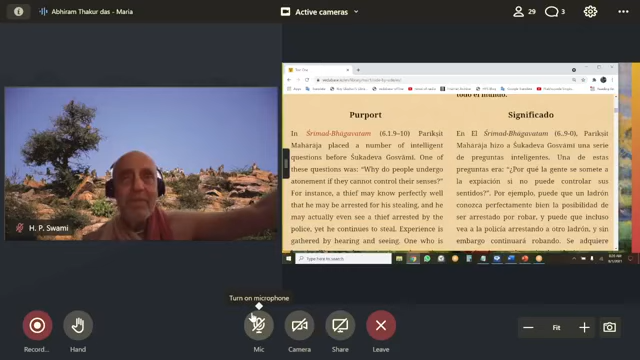 Abhiram Thakur das - Maria
Active cameras
29
3
todo el mundo.
Purport
In Śrīmad-Bhāgavatam (6.1.9–10) Parīkṣit
Mahārāja placed a number of intelligent
questions before Śukadeva Gosvāmī. One of
these questions was: "Why do people undergo
atonement if they cannot control their senses?"
For instance, a thief may know perfectly well
that he may be arrested for his stealing, and he
may actually even see a thief arrested by the
police, yet he continues to steal. Experience is
gathered by hearing and seeing. One who is
Significado
En El Śrīmad-Bhāgavatam (6.,9-0), Parīkṣit
Mahārāja hizo a Śukadeva Gosvāmī una serie
de preguntas inteligentes. Una de estas
preguntas era: "¿Por qué la gente se somete a
la expiación si no puede controlar sus
sentidos?". Por ejemplo, puede que un ladrón
conozca perfectamente bien la posibilidad de
ser arrestado por robar, y puede que incluso
vea a la policía arrestando a otro ladrón, y sin
embargo continuará robando. Se adquiere
H. P. Swami
Type here to search
Turn on microphone
Record...
Hand
Mic
Camera
Share
Leave
Fit